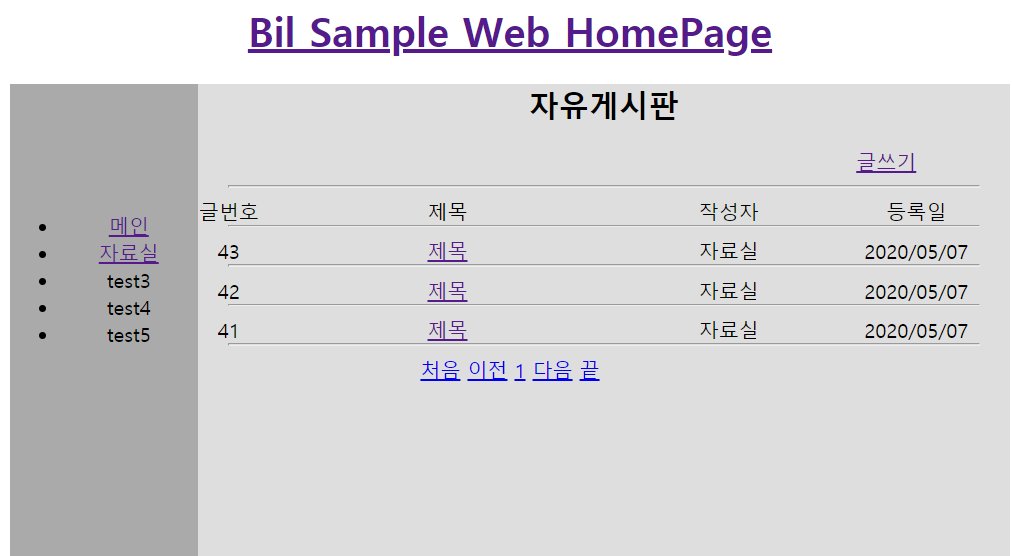 Bil Sample Web HomePage
자유게시판
글쓰기
메인
자료실
test3
test4
test5
글번호 제목 작성자 등록일
43 제목 자료실 2020/05/07
42 제목 자료실 2020/05/07
41 제목 자료실 2020/05/07
처음 이전 1 다음 끝